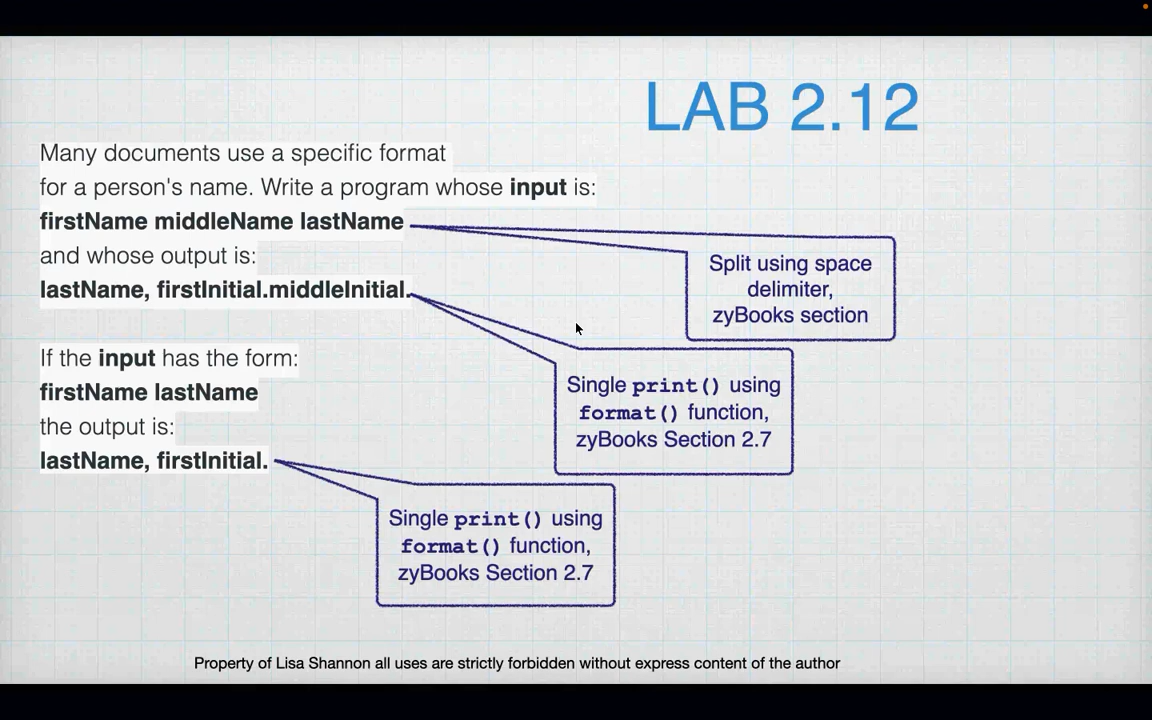 LAB 2.12
Many documents use a specific format
for a person's name. Write a program whose input is:
firstName middleName lastName
and whose output is:
lastName, firstInitial.middleInitial.
If the input has the form:
firstName lastName
the output is:
lastName, firstInitial.
Split using space
delimiter,
zyBooks section
Single print() using
format() function,
zyBooks Section 2.7
Single print() using
format() function,
zyBooks Section 2.7
Property of Lisa Shannon all uses are strictly forbidden without express content of the author